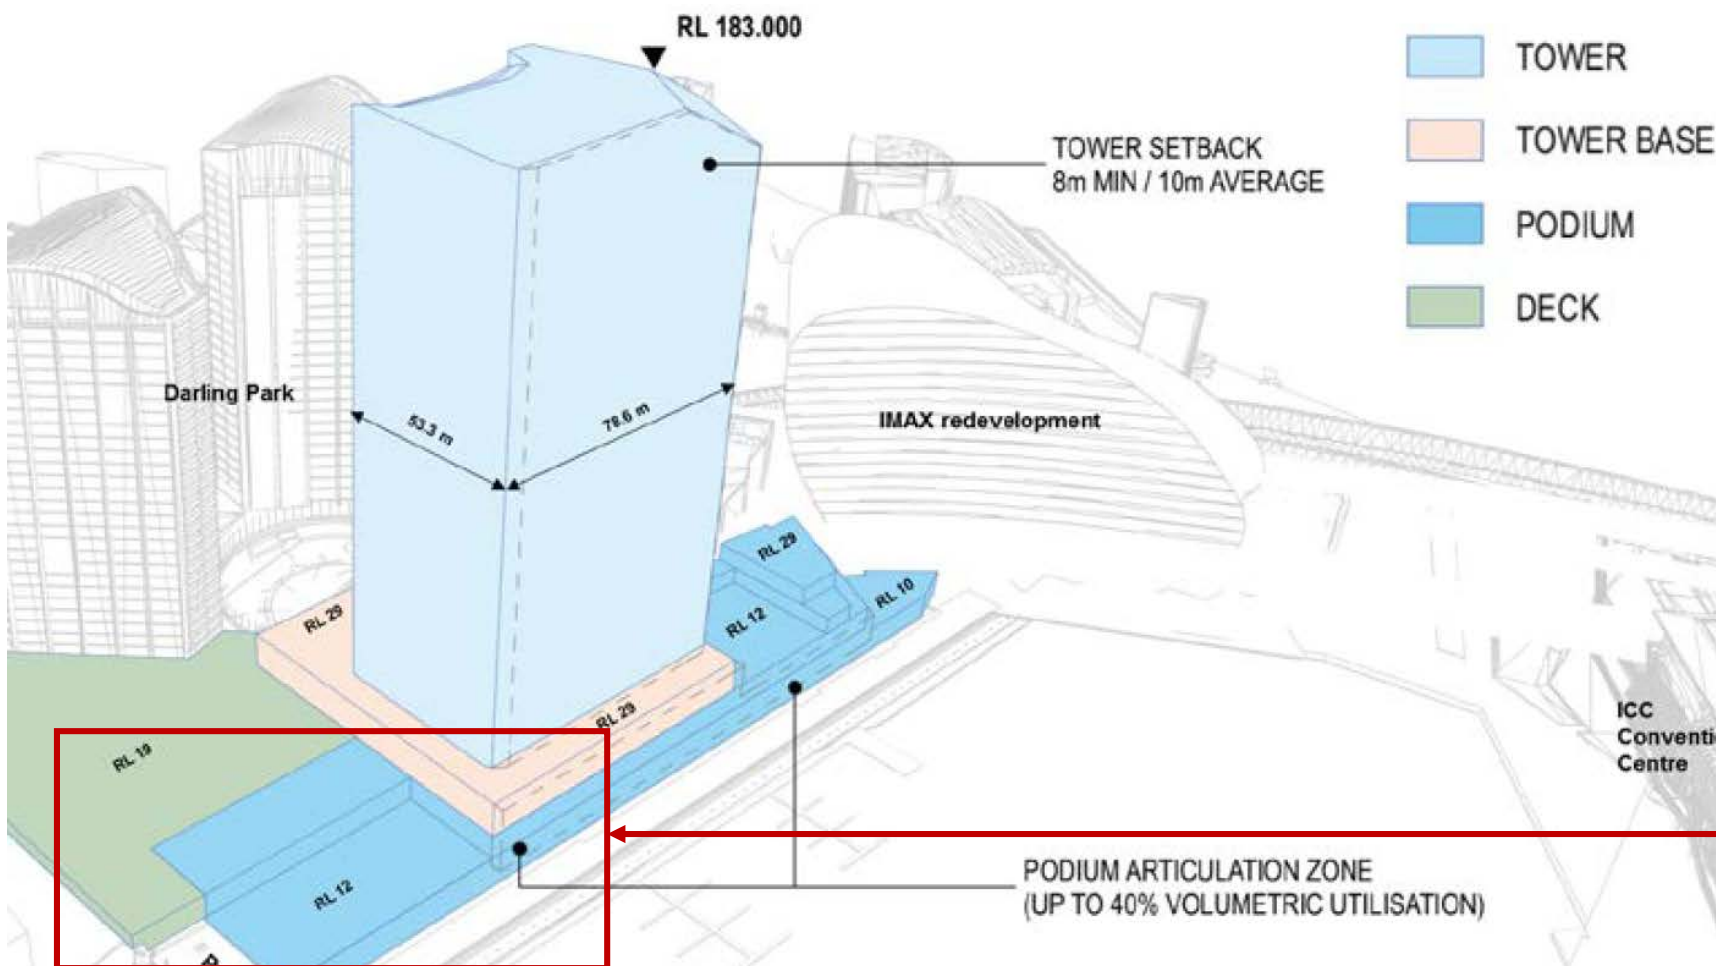 RL 183.000
TOWER
TOWER BASE
PODIUM
DECK
TOWER SETBACK
8m MIN / 10m AVERAGE
Darling Park
53.3 m
78.6 m
IMAX redevelopment
RL 29
RL 10
RL 12
RL 29
RL 29
RL 19
RL 12
ICC
Conventi
Centre
PODIUM ARTICULATION ZONE
(UP TO 40% VOLUMETRIC UTILISATION)